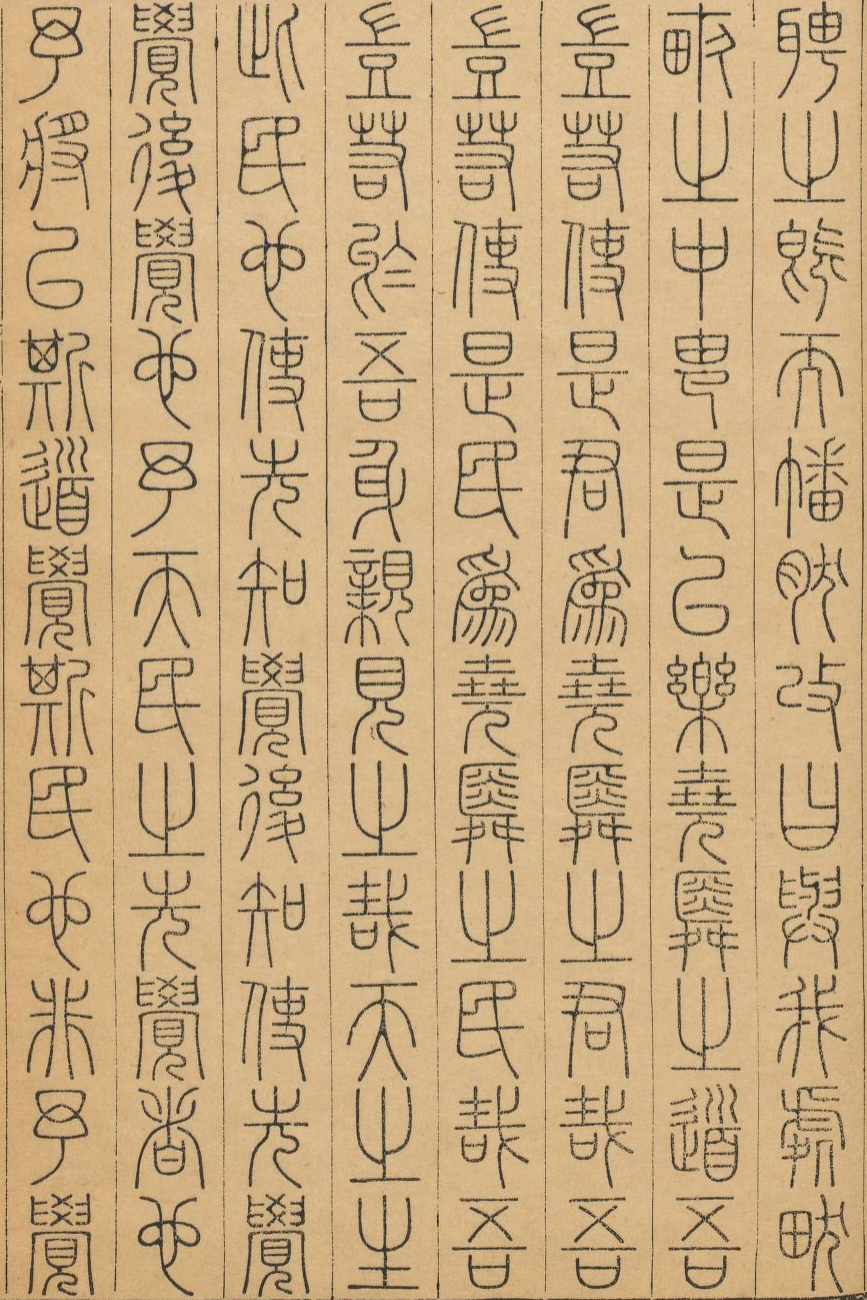 聘之既而幡然改曰與我處畎
畝之中由是以樂堯舜之道吾
豈若使是君為堯舜之君哉吾
豈若使是民為堯舜之民哉吾
豈若於吾身親見之哉天之生
此民也使先知覺後知使先覺
覺後覺也予天民之先覺者也
予將以斯道覺斯民也非予覺